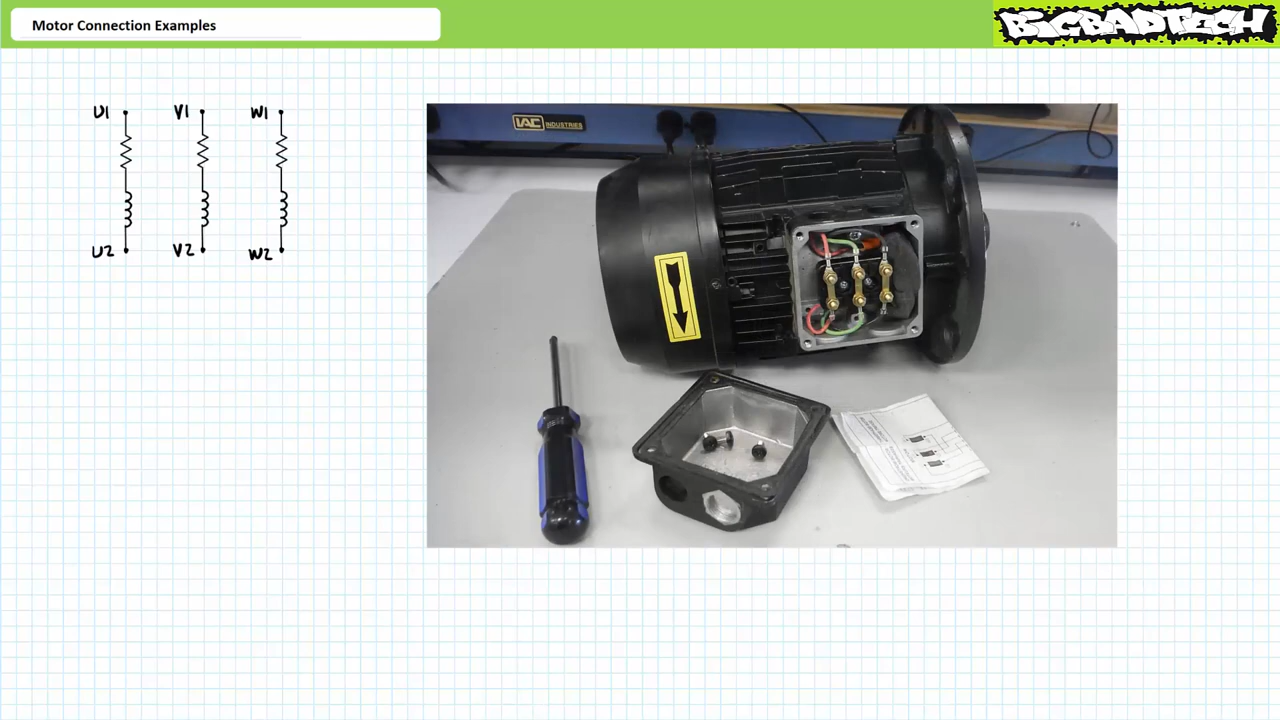 Motor Connection Examples
BIGBADTECH
U1 V1 W1
U2 V2 W2
IAC INDUSTRIES